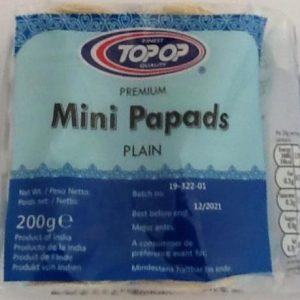 FINEST
TOPOP
QUALITY
®
PREMIUM
Mini Papads
PLAIN
Net Wt. / Peso Netto:
Poids net: / Netto:
200g℮
Product of India
Producto de la India
Produit de l'Inde
Produkt von Indien
Batch no. 19-322-01
Best before end: 12/2021
Mejor antes:
A consommer de
préférence avant fin:
Mindestens haltbar bis ende: